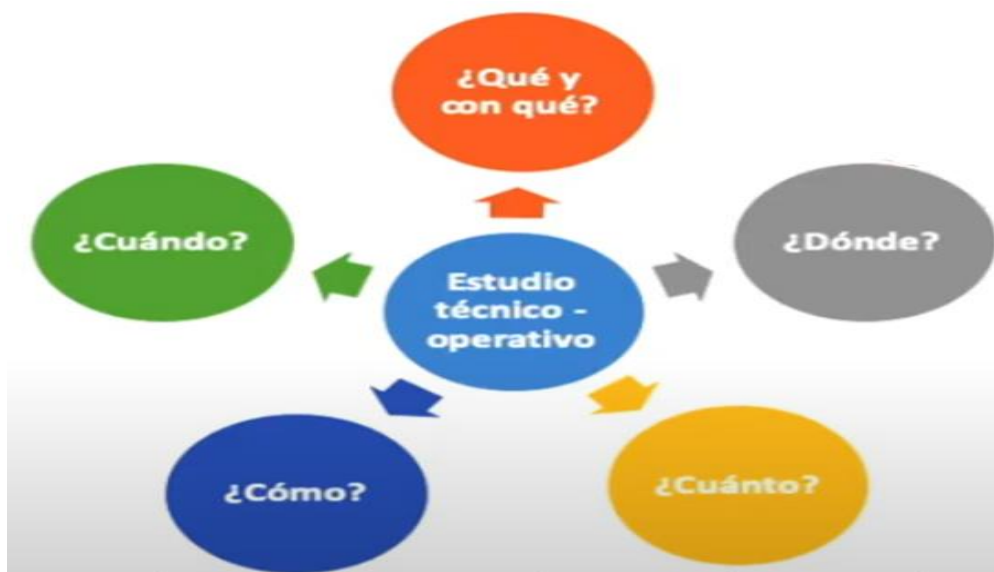 ¿Qué y
con qué?
¿Cuándo?
¿Dónde?
Estudio
técnico -
operativo
¿Cómo?
¿Cuánto?